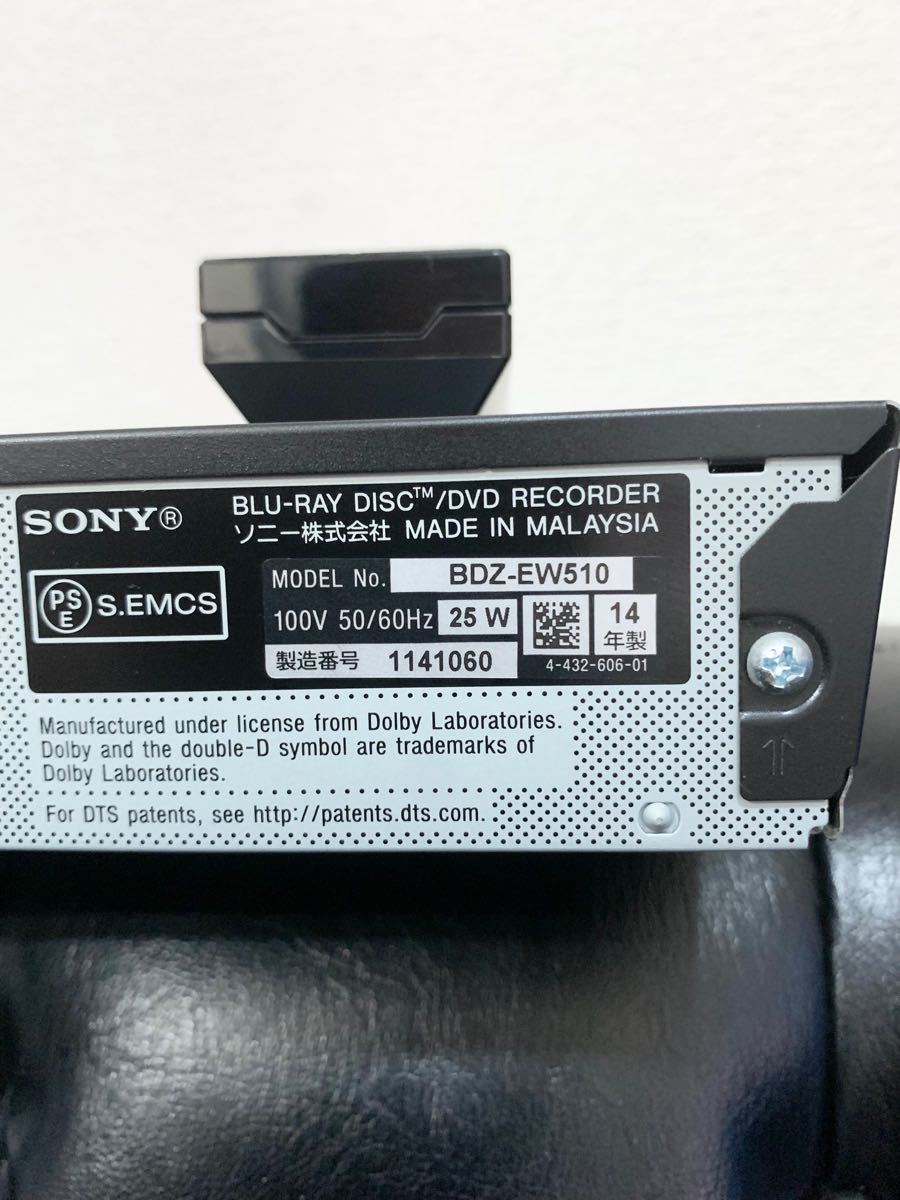 SONY®
BLU-RAY DISC™/DVD RECORDER
ソニー株式会社 MADE IN MALAYSIA
PS E S.EMCS
MODEL No. BDZ-EW510
100V 50/60Hz 25 W
14
年製
製造番号 1141060
4-432-606-01
Manufactured under license from Dolby Laboratories.
Dolby and the double-D symbol are trademarks of
Dolby Laboratories.
For DTS patents, see http://patents.dts.com.